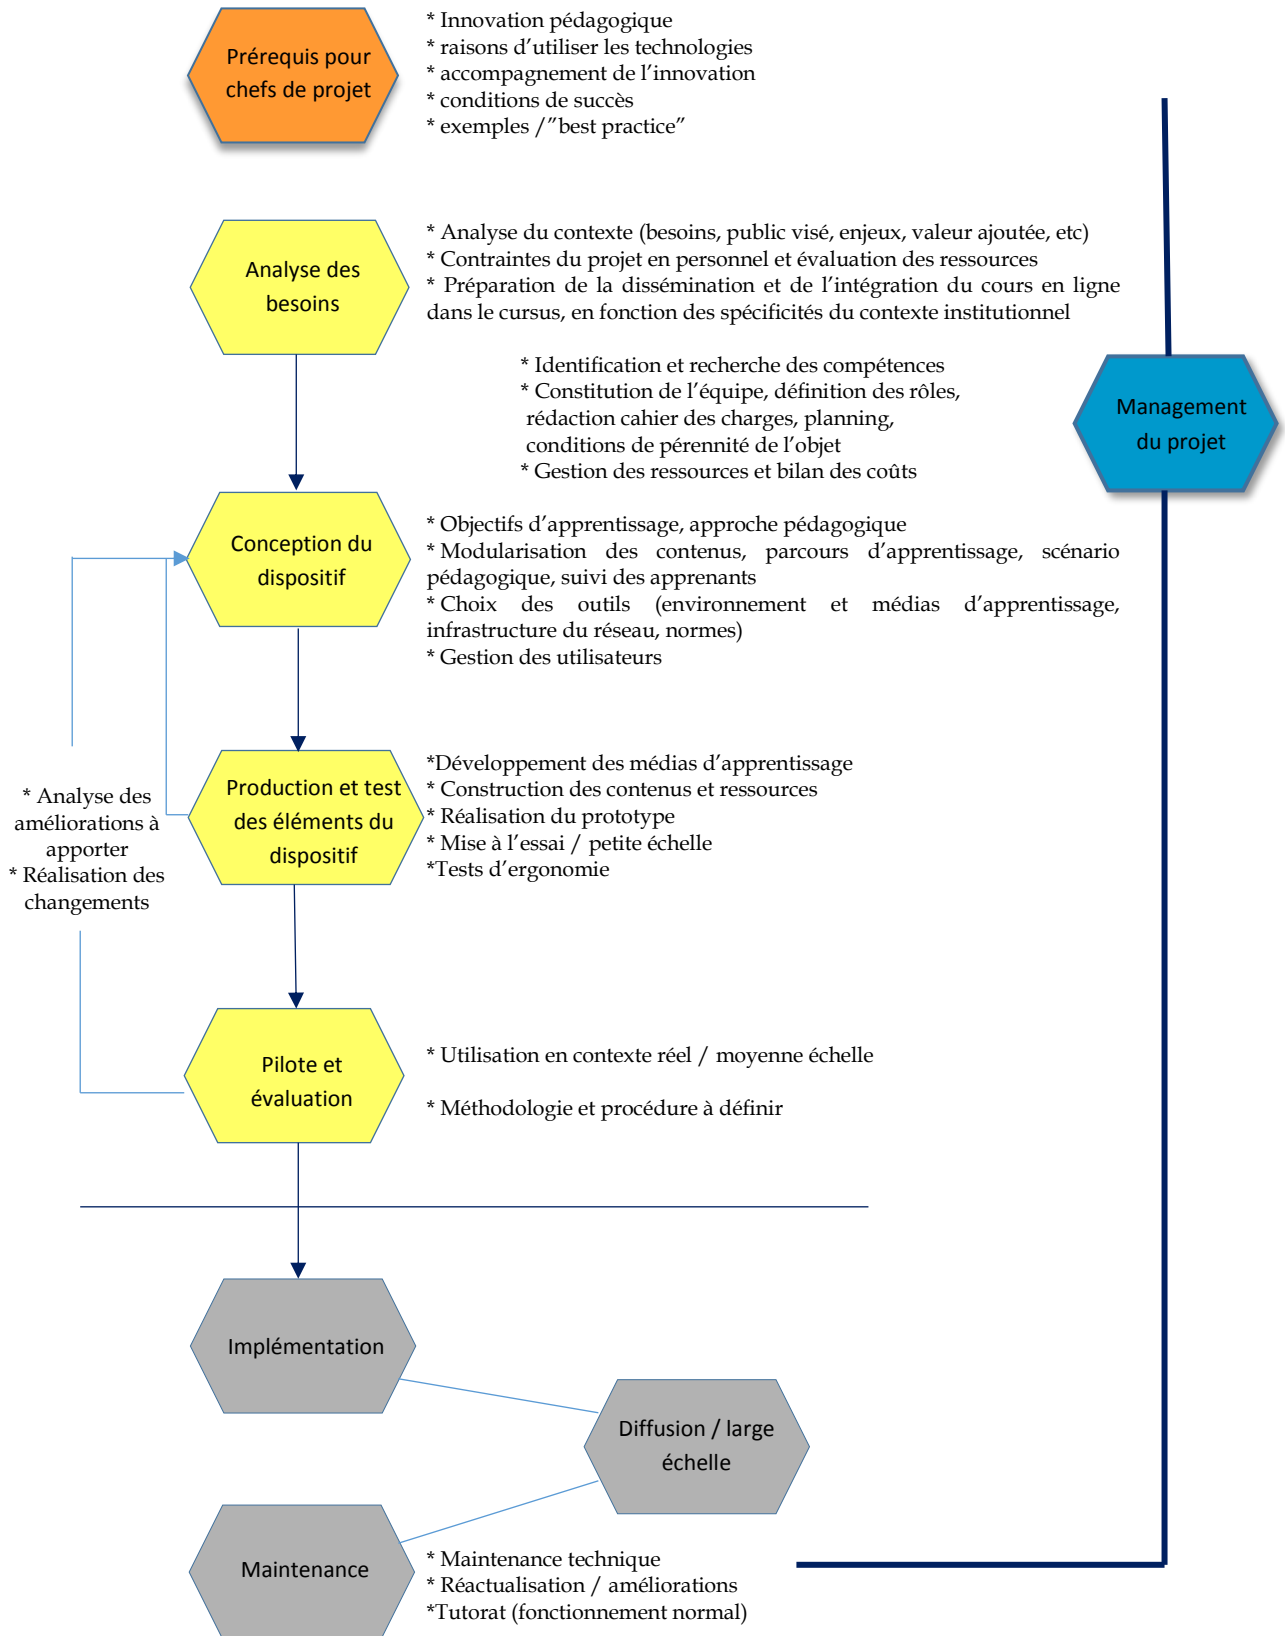 Prérequis pour
chefs de projet
* Innovation pédagogique
* raisons d’utiliser les technologies
* accompagnement de l’innovation
* conditions de succès
* exemples /”best practice”
Analyse des
besoins
* Analyse du contexte (besoins, public visé, enjeux, valeur ajoutée, etc)
* Contraintes du projet en personnel et évaluation des ressources
* Préparation de la dissémination et de l’intégration du cours en ligne
dans le cursus, en fonction des spécificités du contexte institutionnel
* Identification et recherche des compétences
* Constitution de l’équipe, définition des rôles,
rédaction cahier des charges, planning,
conditions de pérennité de l’objet
* Gestion des ressources et bilan des coûts
Management
du projet
Conception du
dispositif
* Objectifs d’apprentissage, approche pédagogique
* Modularisation des contenus, parcours d’apprentissage, scénario
pédagogique, suivi des apprenants
* Choix des outils (environnement et médias d’apprentissage,
infrastructure du réseau, normes)
* Gestion des utilisateurs
Production et test
des éléments du
dispositif
*Développement des médias d’apprentissage
* Construction des contenus et ressources
* Réalisation du prototype
* Mise à l’essai / petite échelle
*Tests d’ergonomie
* Analyse des
améliorations à
apporter
* Réalisation des
changements
Pilote et
évaluation
* Utilisation en contexte réel / moyenne échelle
* Méthodologie et procédure à définir
Implémentation
Diffusion / large
échelle
Maintenance
* Maintenance technique
* Réactualisation / améliorations
*Tutorat (fonctionnement normal)